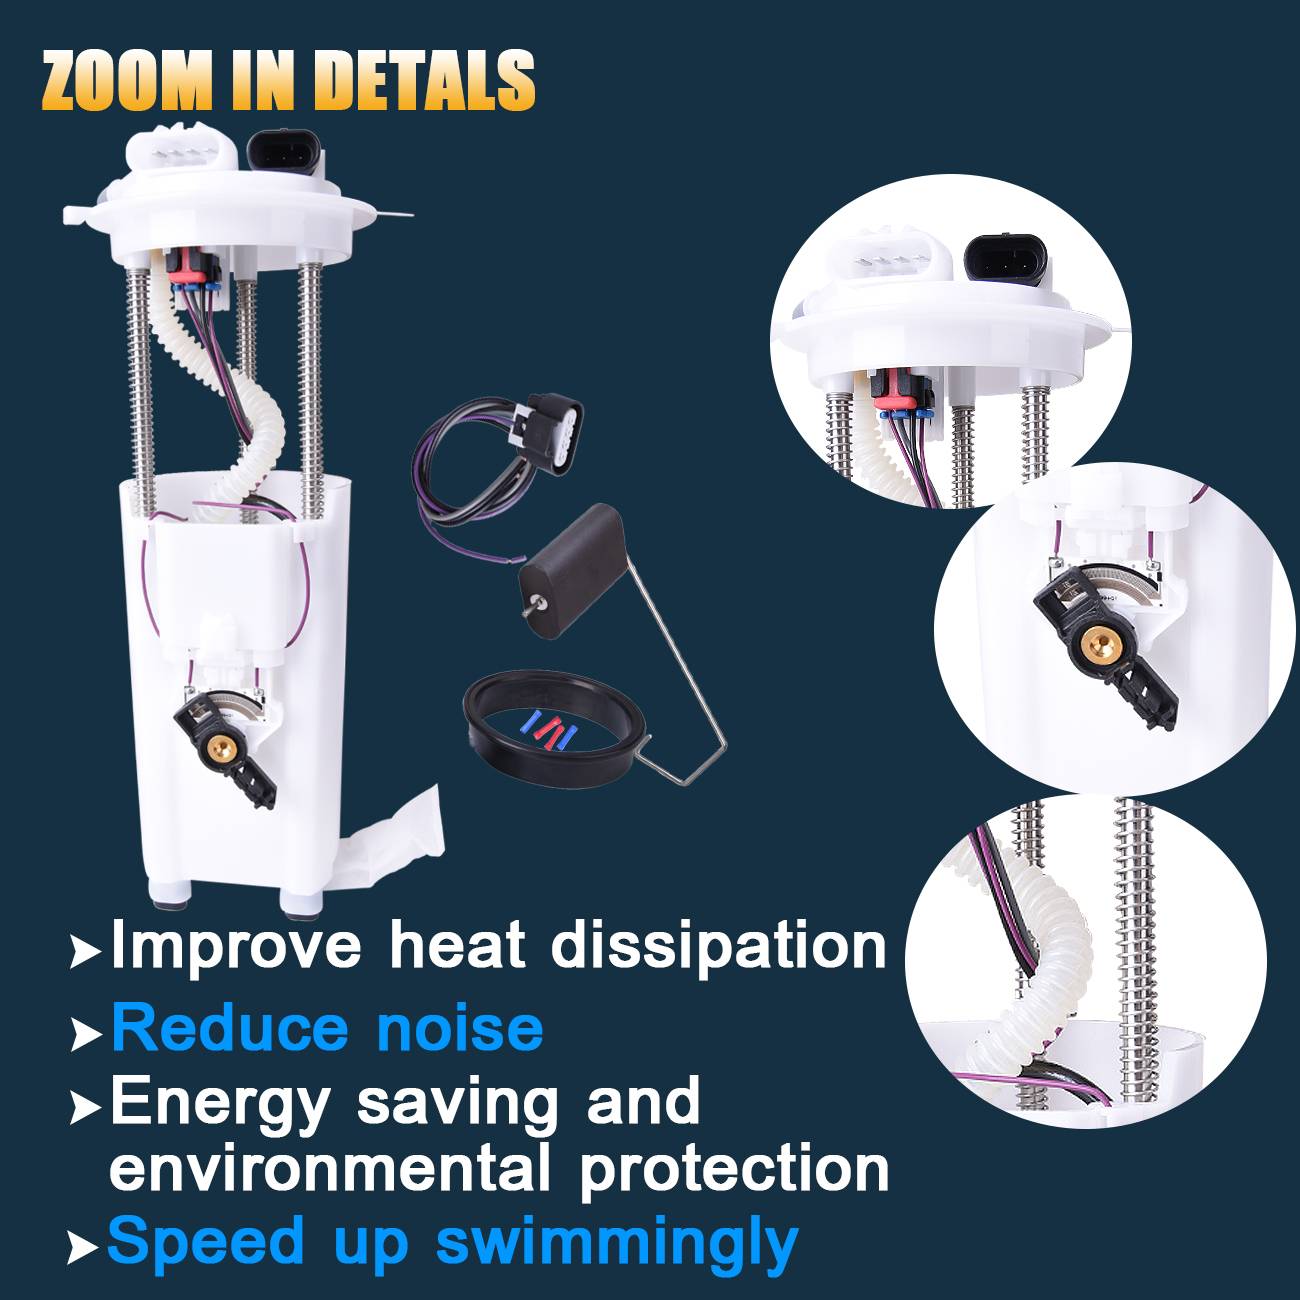 ZOOM IN DETALS
➤Improve heat dissipation
➤Reduce noise
➤Energy saving and
environmental protection
➤Speed up swimmingly